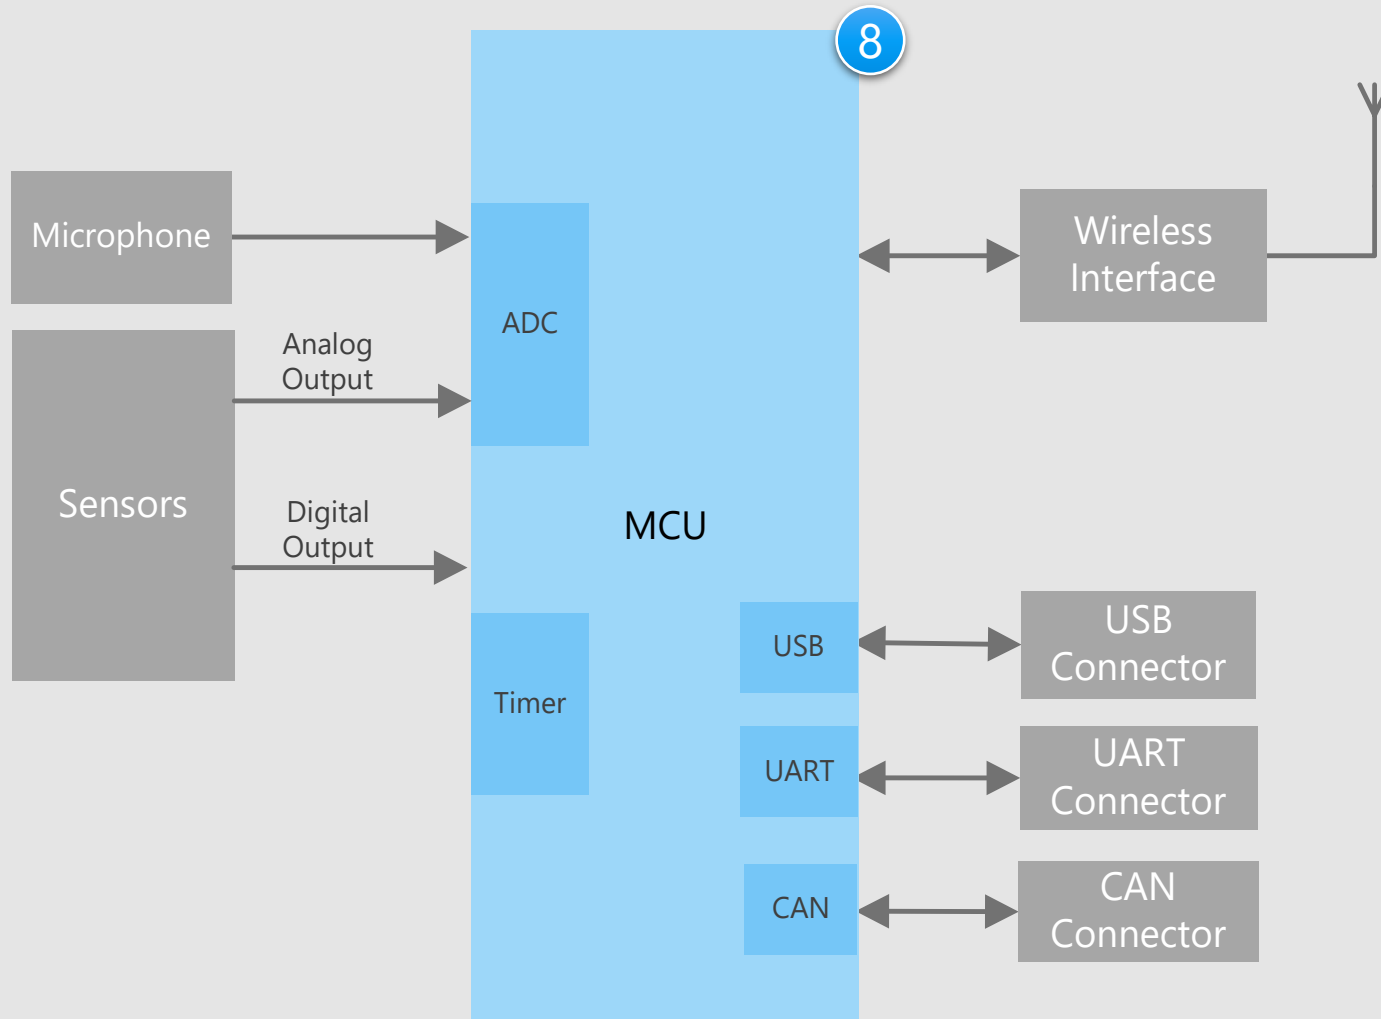 8
Microphone
Wireless
Interface
ADC
Analog
Output
Sensors
Digital
Output
MCU
USB
USB
Connector
Timer
UART
UART
Connector
CAN
CAN
Connector